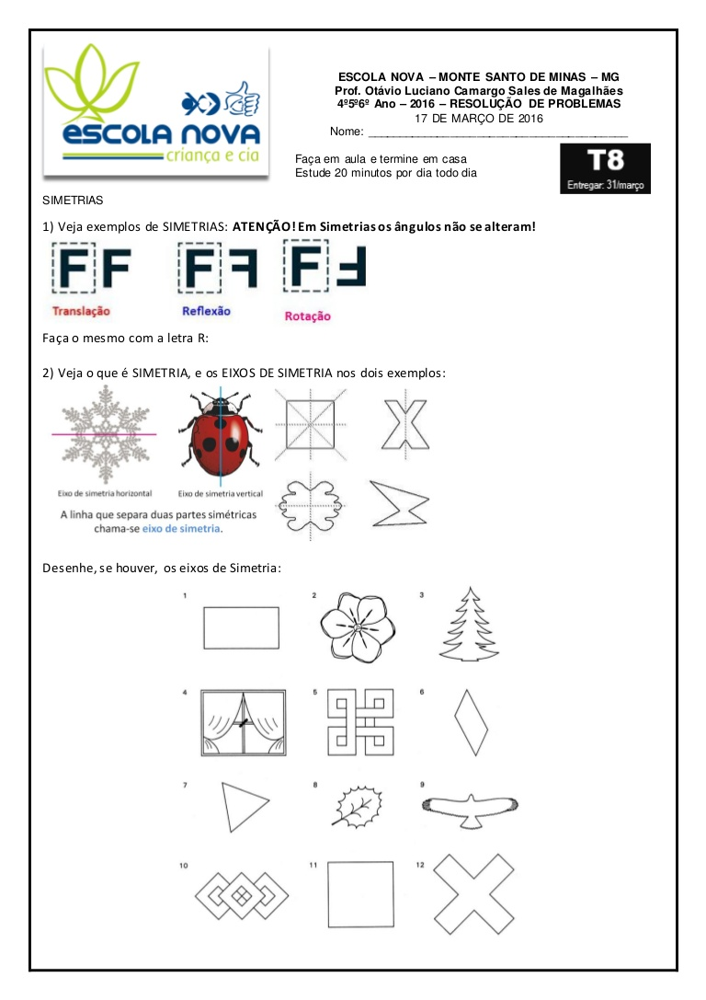 escola nova
criança e cia
ESCOLA NOVA – MONTE SANTO DE MINAS – MG
Prof. Otávio Luciano Camargo Sales de Magalhães
4º5º6º Ano – 2016 – RESOLUÇÃO DE PROBLEMAS
17 DE MARÇO DE 2016
Nome: ________________________________________
Faça em aula e termine em casa
Estude 20 minutos por dia todo dia
T8
Entregar: 31/março
SIMETRIAS
1) Veja exemplos de SIMETRIAS: ATENÇÃO! Em Simetrias os ângulos não se alteram!
F F F F F
Translação Reflexão Rotação
Faça o mesmo com a letra R:
2) Veja o que é SIMETRIA, e os EIXOS DE SIMETRIA nos dois exemplos:
Eixo de simetria horizontal Eixo de simetria vertical
A linha que separa duas partes simétricas
chama-se eixo de simetria.
Desenhe, se houver, os eixos de Simetria:
1 2 3
4 5 6
7 8 9
10 11 12